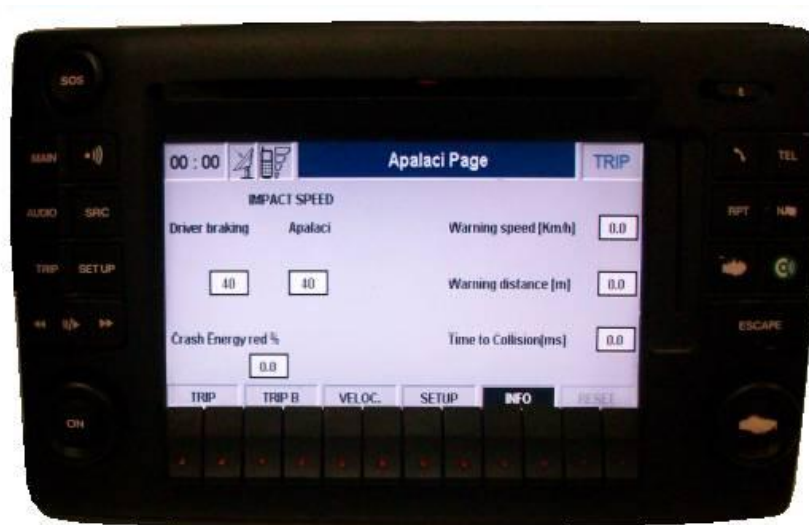 SOS
00 : 00 Apalaci Page TRIP
MAIN TEL
IMPACT SPEED
AUDIO SRC RPT
Driver braking Apalaci Warning speed [Km/h] 0.0
TRIP SET UP
40 40 Warning distance [m] 0.0
ESCAPE
Crash Energy red % Time to Collision(ms) 0.0
0.0
TRIP TRIP B VELOC. SETUP INFO RESET
ON